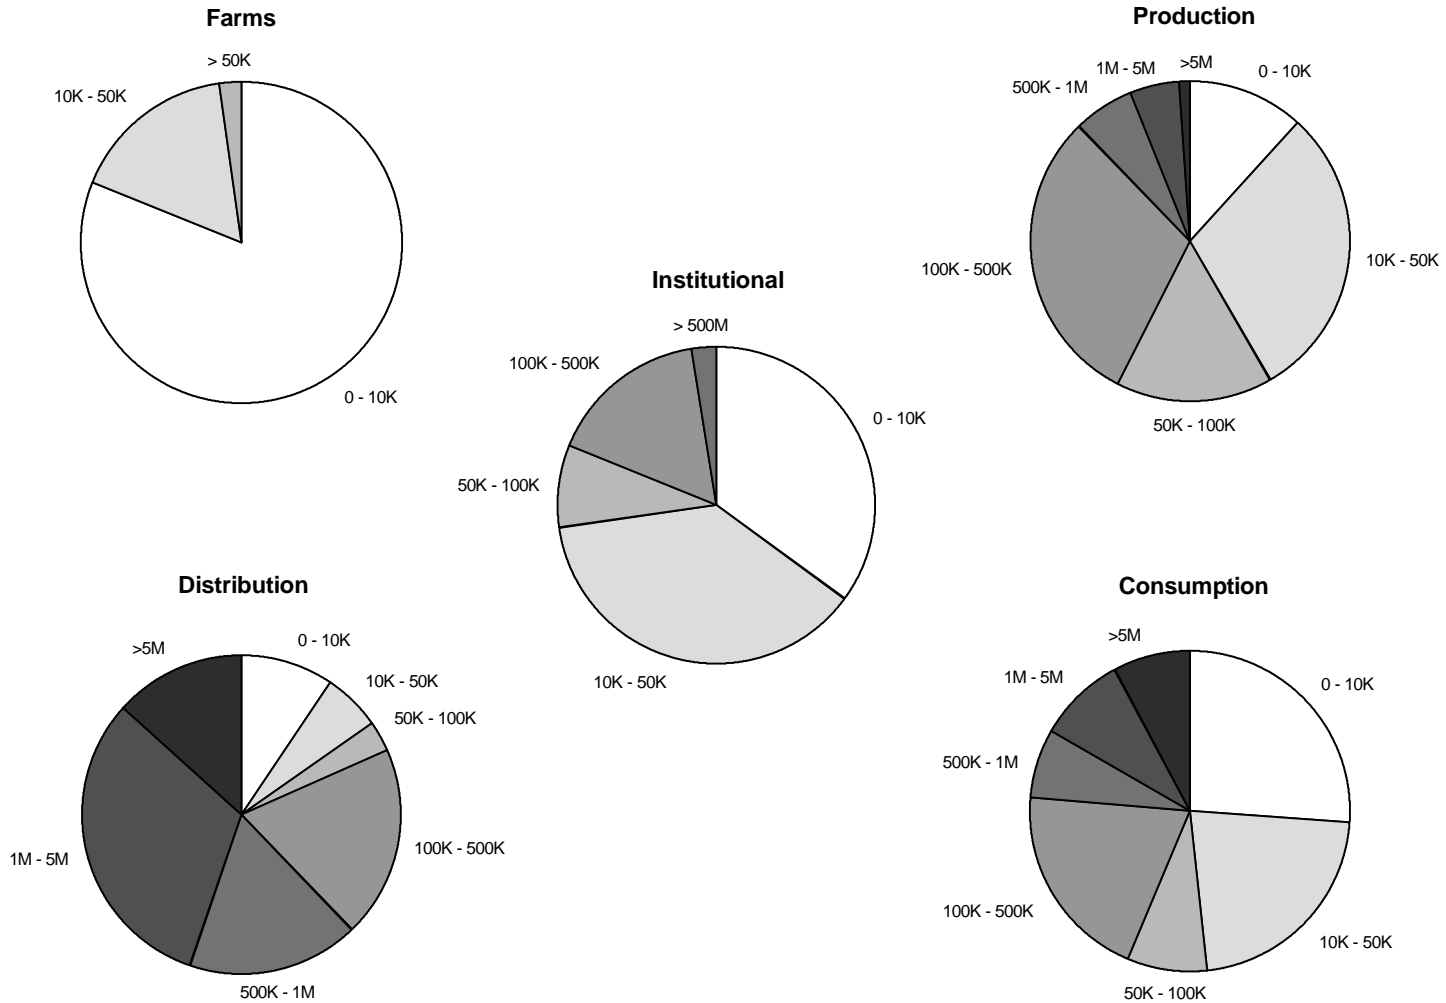 Farms
> 50K
10K - 50K
0 - 10K
Production
>5M
1M - 5M
0 - 10K
500K - 1M
10K - 50K
100K - 500K
50K - 100K
Institutional
> 500M
100K - 500K
0 - 10K
50K - 100K
10K - 50K
Distribution
>5M
0 - 10K
10K - 50K
50K - 100K
100K - 500K
1M - 5M
500K - 1M
Consumption
>5M
1M - 5M
0 - 10K
500K - 1M
100K - 500K
10K - 50K
50K - 100K